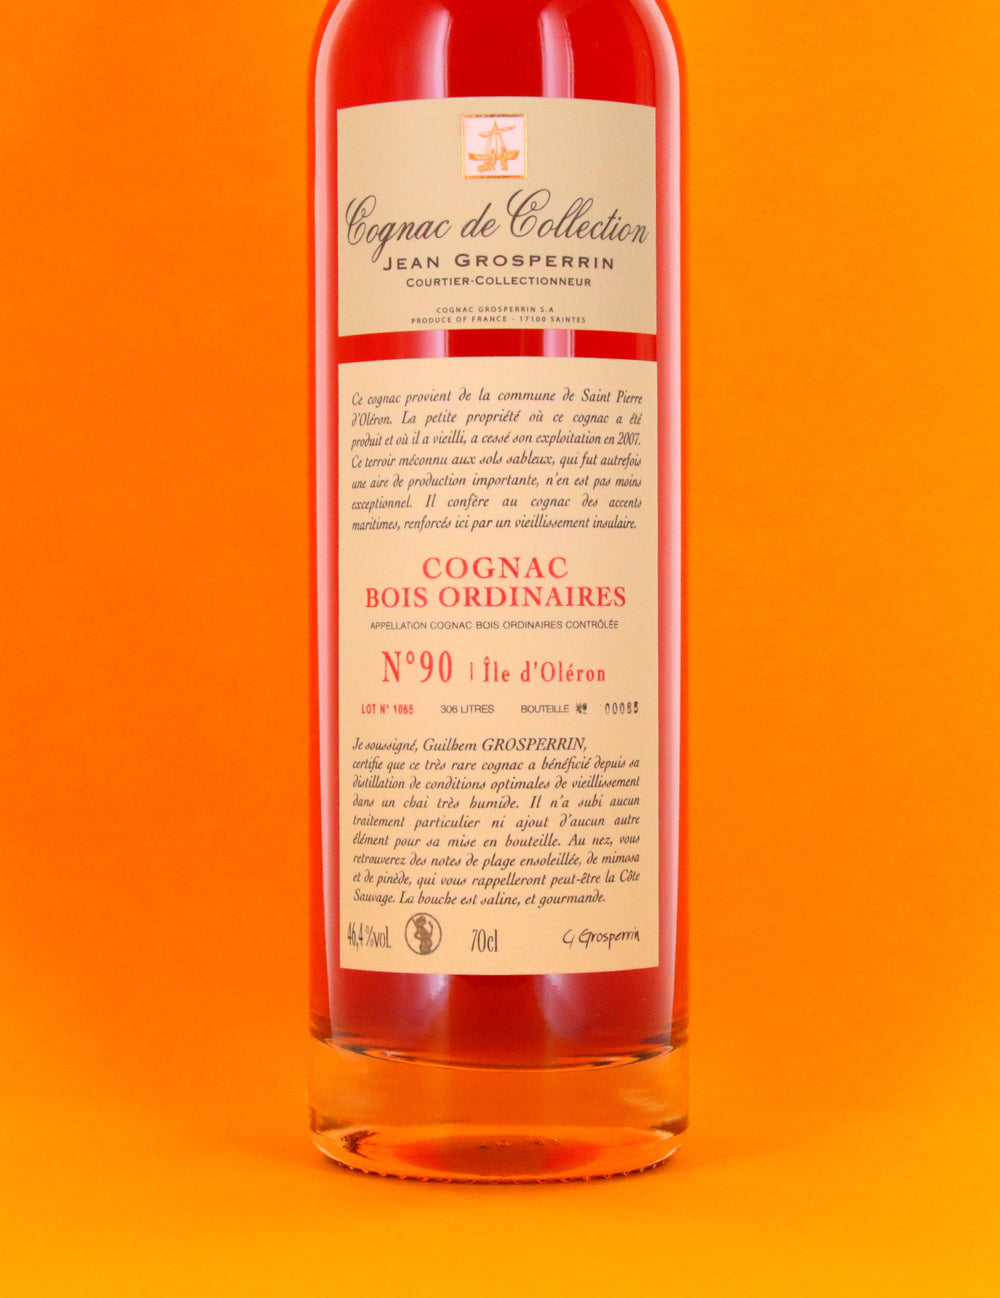 Cognac de Collection
JEAN GROSPERRIN
COURTIER-COLLECTIONNEUR
COGNAC GROSPERRIN S.A
PRODUCE OF FRANCE - 17100 SAINTES
Ce cognac provient de la commune de Saint Pierre
d'Oléron. La petite propriété où ce cognac a été
produit et où il a vieilli, a cessé son exploitation en 2007.
Ce terroir méconnu aux sols sableux, qui fut autrefois
une aire de production importante, n'en est pas moins
exceptionnel. Il confère au cognac des accents
maritimes, renforcés ici par un vieillissement insulaire.
COGNAC
BOIS ORDINAIRES
APPELLATION COGNAC BOIS ORDINAIRES CONTRÔLÉE
N°90 | Île d'Oléron
LOT N° 1065 306 LITRES BOUTEILLE № 00085
Je soussigné, Guilhem GROSPERRIN,
certifie que ce très rare cognac a bénéficié depuis sa
distillation de conditions optimales de vieillissement
dans un chai très humide. Il n'a subi aucun
traitement particulier ni ajout d'aucun autre
élément pour sa mise en bouteille. Au nez, vous
retrouverez des notes de plage ensoleillée, de mimosa
et de pinède, qui vous rappelleront peut-être la Côte
Sauvage. La bouche est saline, et gourmande.
46,4%vol. 70cl G Grosperrin